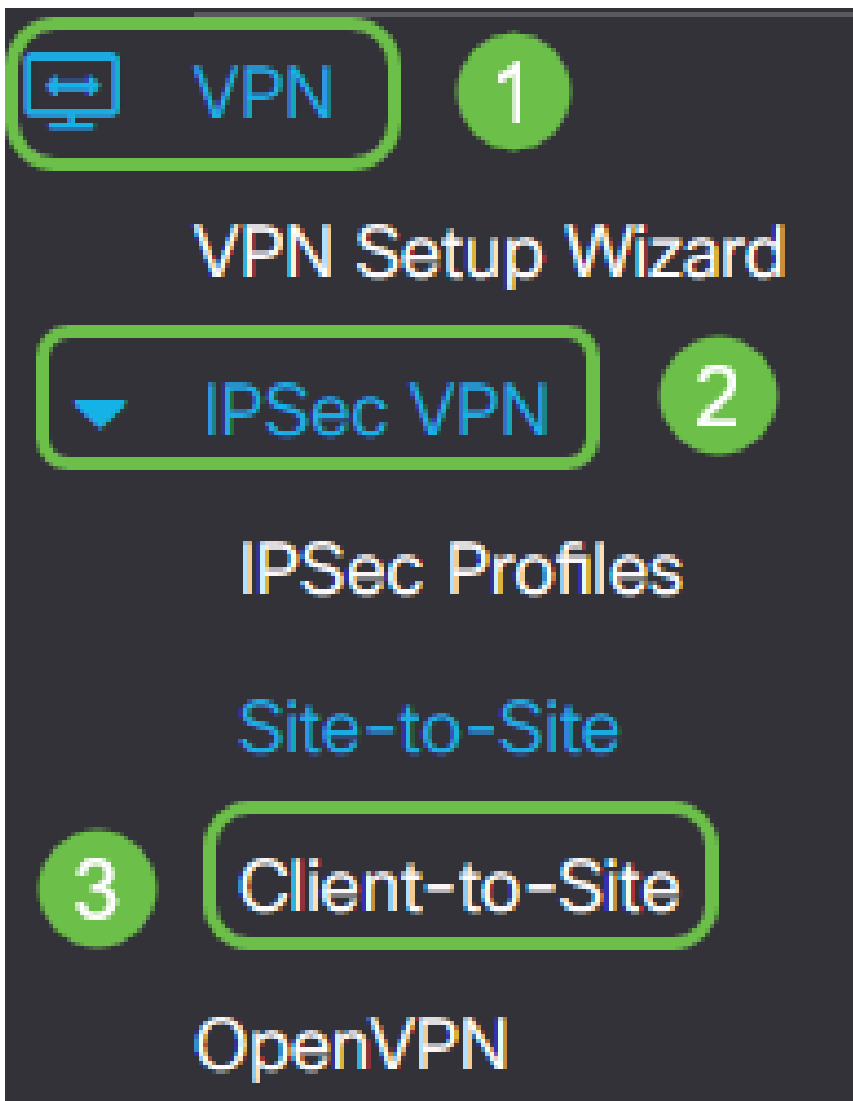 VPN 1
VPN Setup Wizard
IPSec VPN 2
IPSec Profiles
Site-to-Site
3 Client-to-Site
OpenVPN